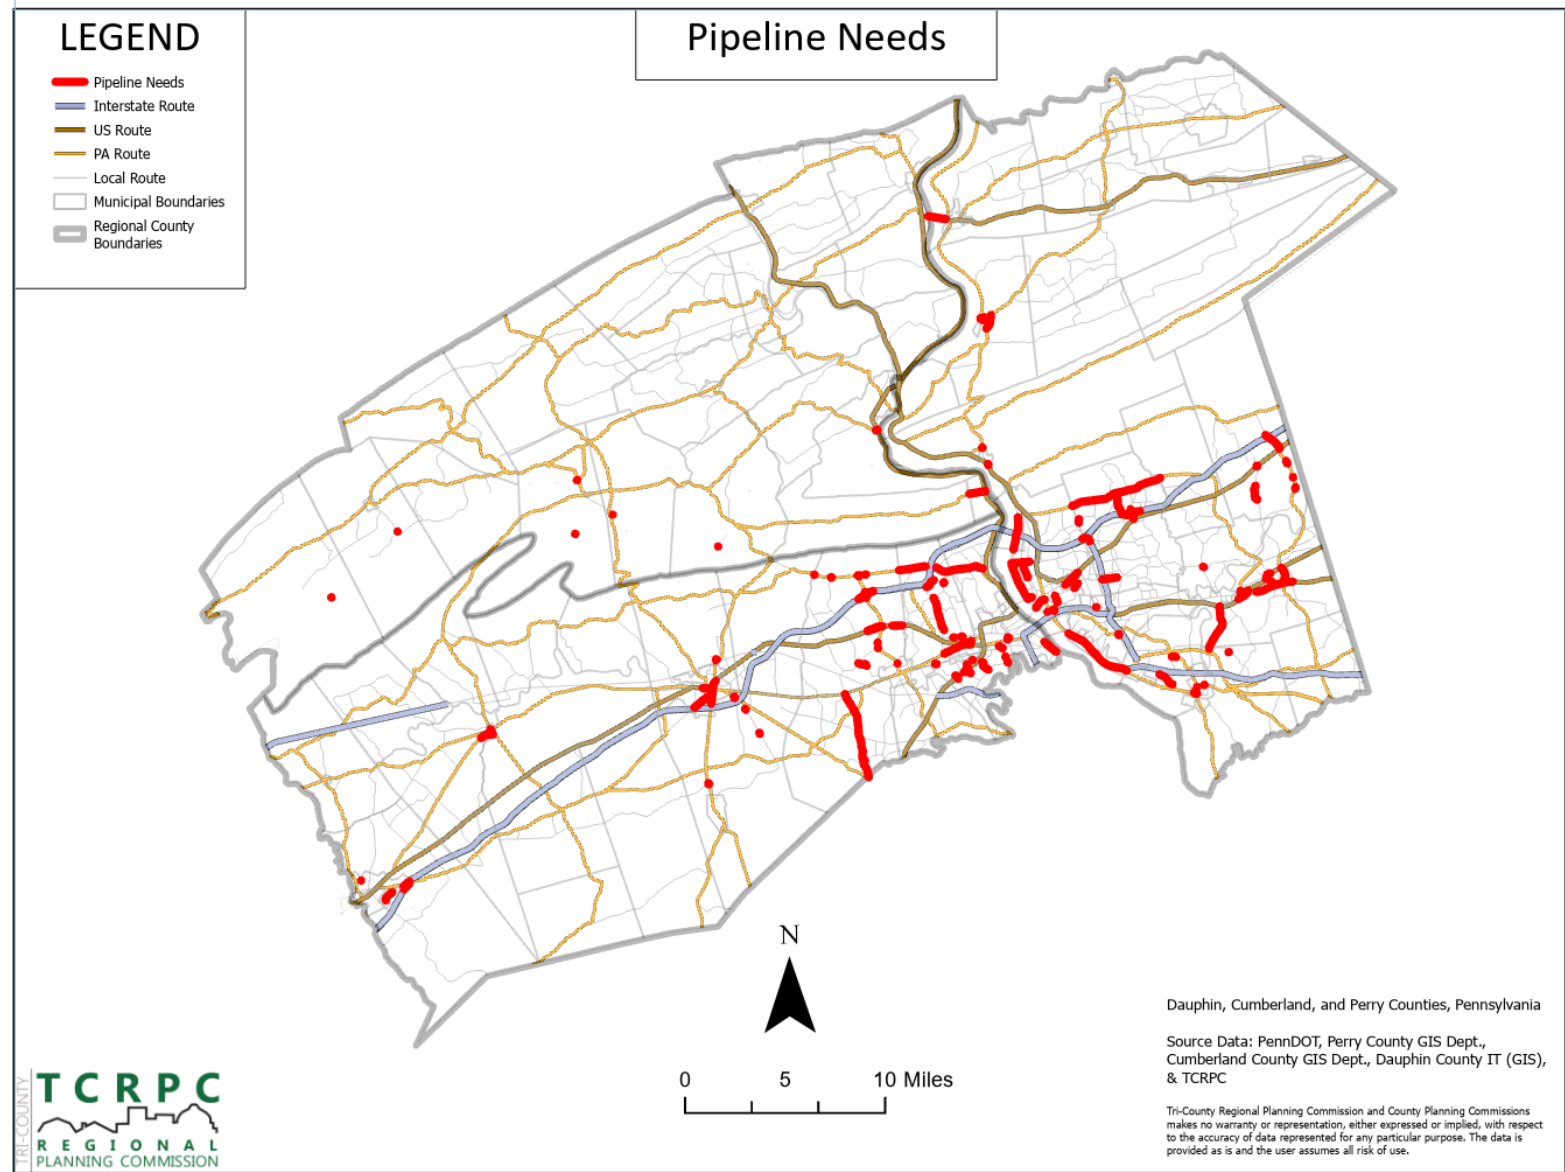 LEGEND
Pipeline Needs
Interstate Route
US Route
PA Route
Local Route
Municipal Boundaries
Regional County
Boundaries
Pipeline Needs
N
0 5 10 Miles
Dauphin, Cumberland, and Perry Counties, Pennsylvania
Source Data: PennDOT, Perry County GIS Dept.,
Cumberland County GIS Dept., Dauphin County IT (GIS),
& TCRPC
Tri-County Regional Planning Commission and County Planning Commissions
makes no warranty or representation, either expressed or implied, with respect
to the accuracy of data represented for any particular purpose. The data is
provided as is and the user assumes all risk of use.
TRI-COUNTY
TCRPC
REGIONAL
PLANNING COMMISSION